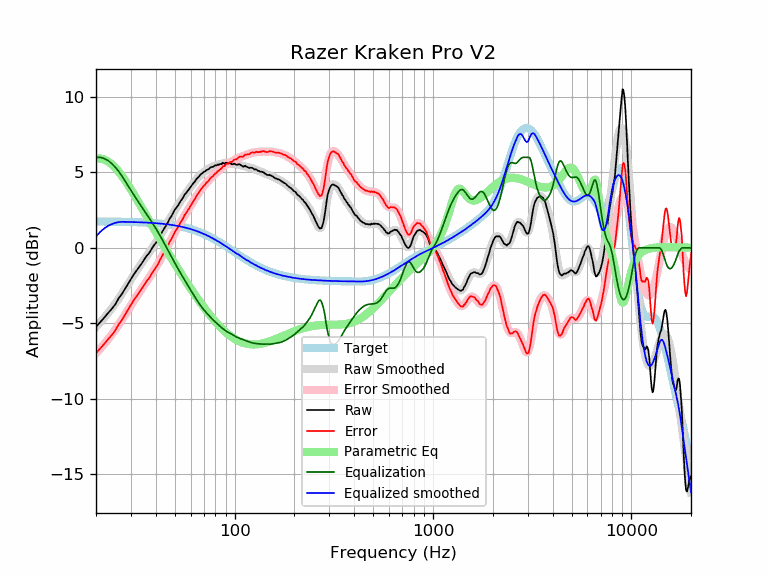 Razer Kraken Pro V2
Amplitude (dBr)
10
5
0
−5
−10
−15
Target
Raw Smoothed
Error Smoothed
Raw
Error
Parametric Eq
Equalization
Equalized smoothed
100
1000
10000
Frequency (Hz)